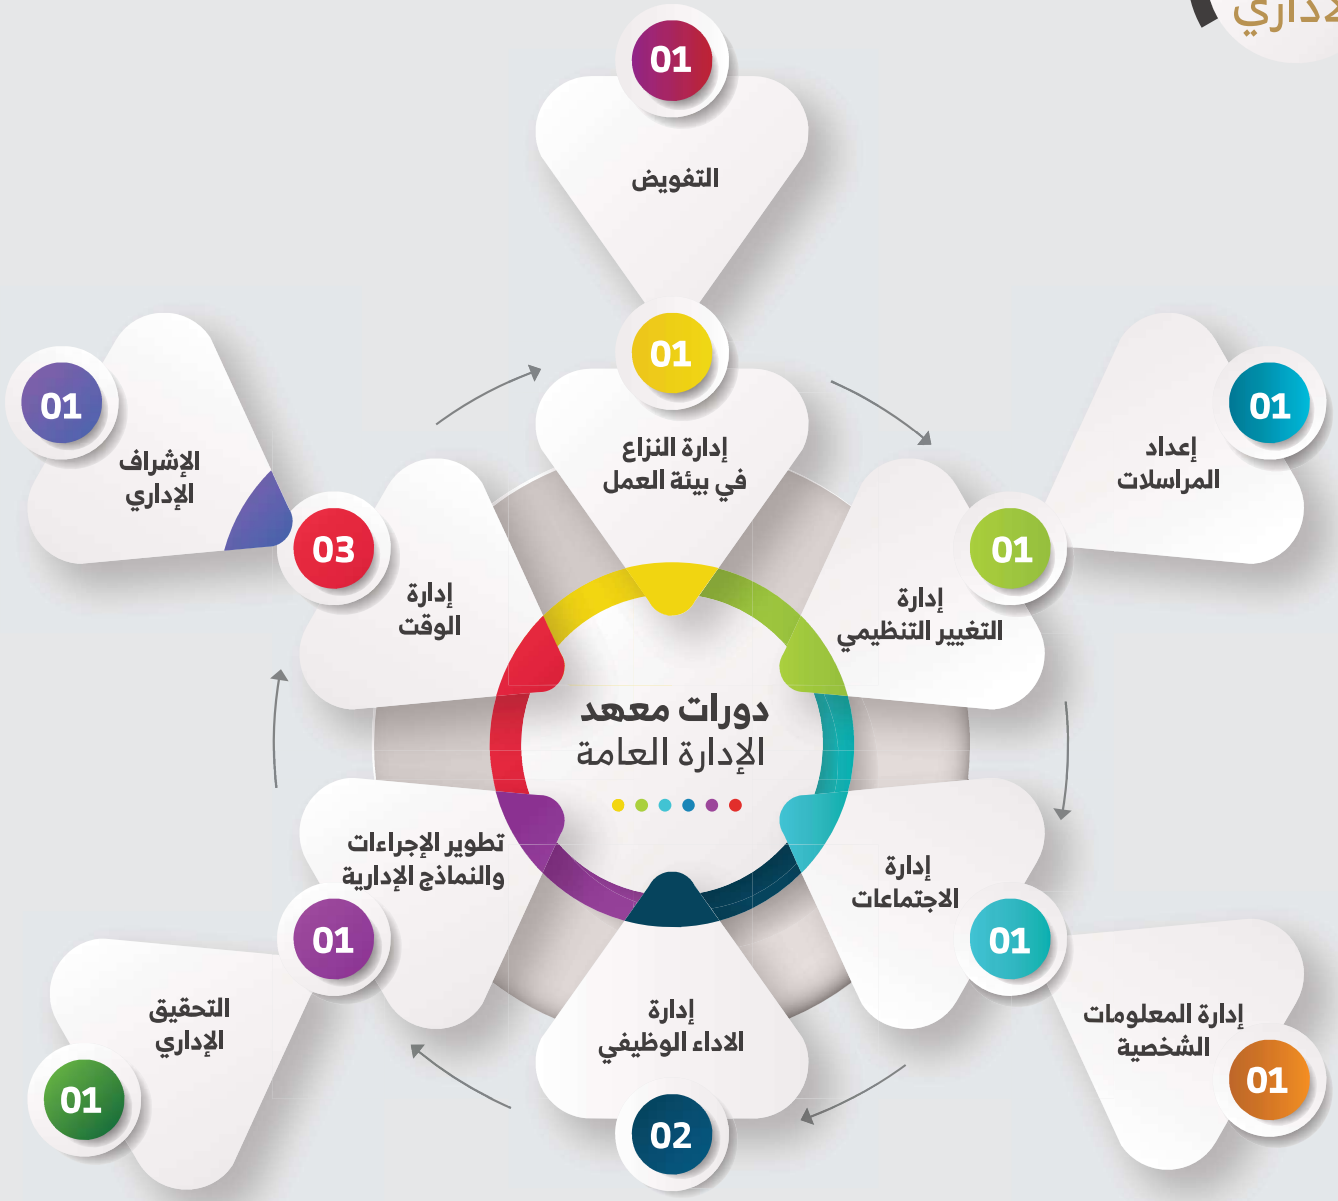 01
التفويض
01
إدارة النزاع
في بيئة العمل
01
إعداد
المراسلات
01
إدارة
التغيير التنظيمي
01
إدارة
الاجتماعات
01
إدارة المعلومات
الشخصية
02
إدارة
الاداء الوظيفي
01
تطوير الإجراءات
والنماذج الإدارية
01
التحقيق
الإداري
03
إدارة
الوقت
01
الإشراف
الإداري
دورات معهد
الإدارة العامة